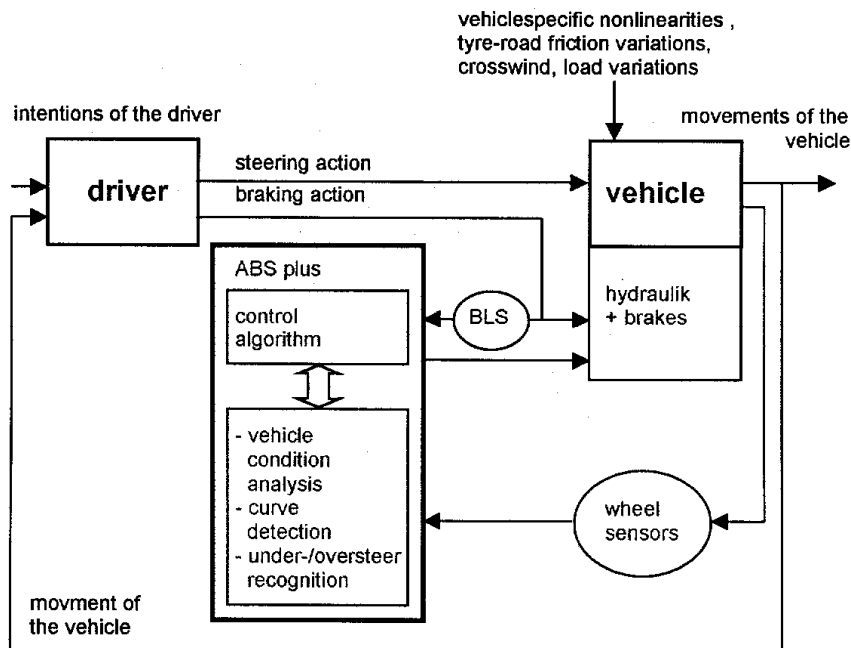 vehiclespecific nonlinearities ,
tyre-road friction variations,
crosswind, load variations
intentions of the driver
movements of the
vehicle
driver
steering action
braking action
vehicle
ABS plus
control
algorithm
BLS
hydraulik
+ brakes
- vehicle
condition
analysis
- curve
detection
- under-/oversteer
recognition
wheel
sensors
movment of
the vehicle